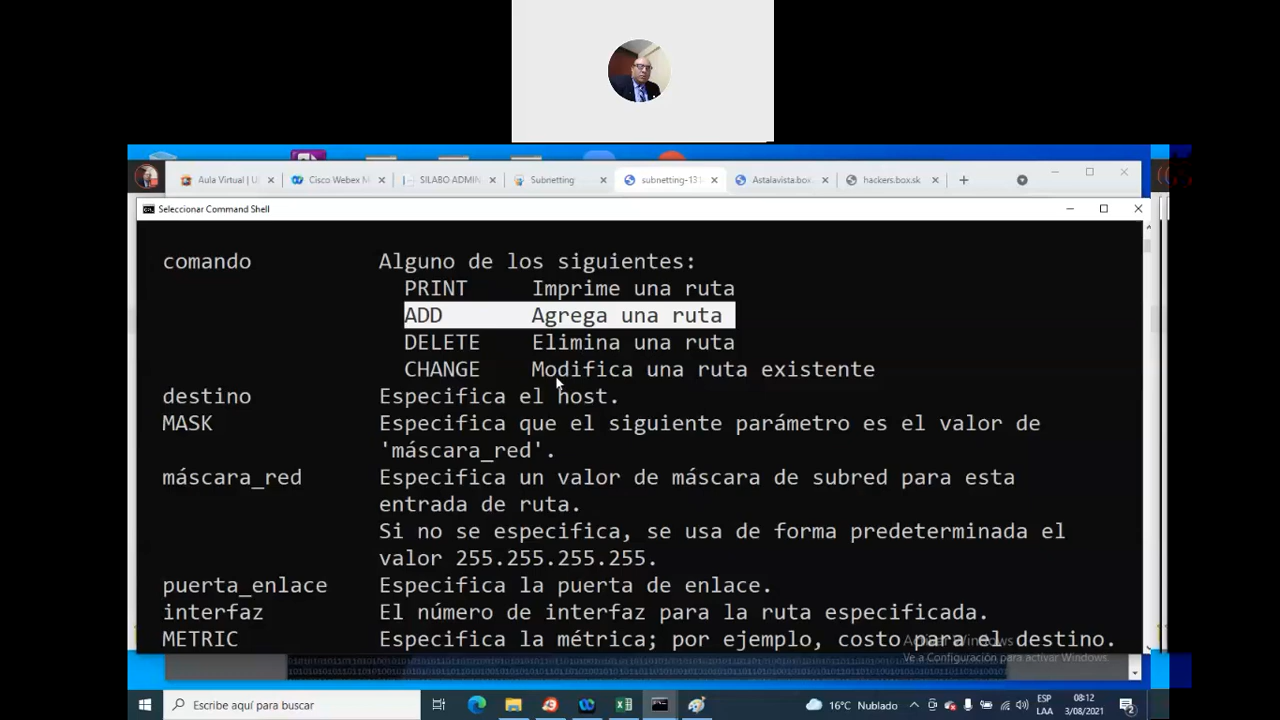 Aula Virtual | U
Cisco Webex M
SILABO ADMIN
Subnetting
subnetting-131
Astalavista.box
hackers.box.sk
Seleccionar Command Shell
comando Alguno de los siguientes:
PRINT Imprime una ruta
ADD Agrega una ruta
DELETE Elimina una ruta
CHANGE Modifica una ruta existente
destino Especifica el host.
MASK Especifica que el siguiente parámetro es el valor de
'máscara_red'.
máscara_red Especifica un valor de máscara de subred para esta
entrada de ruta.
Si no se especifica, se usa de forma predeterminada el
valor 255.255.255.255.
puerta_enlace Especifica la puerta de enlace.
interfaz El número de interfaz para la ruta especificada.
METRIC Especifica la métrica; por ejemplo, costo para el destino.
Activar Windows
Ve a Configuración para activar Windows.
Escribe aquí para buscar
16°C Nublado
ESP
LAA
08:12
3/08/2021
2